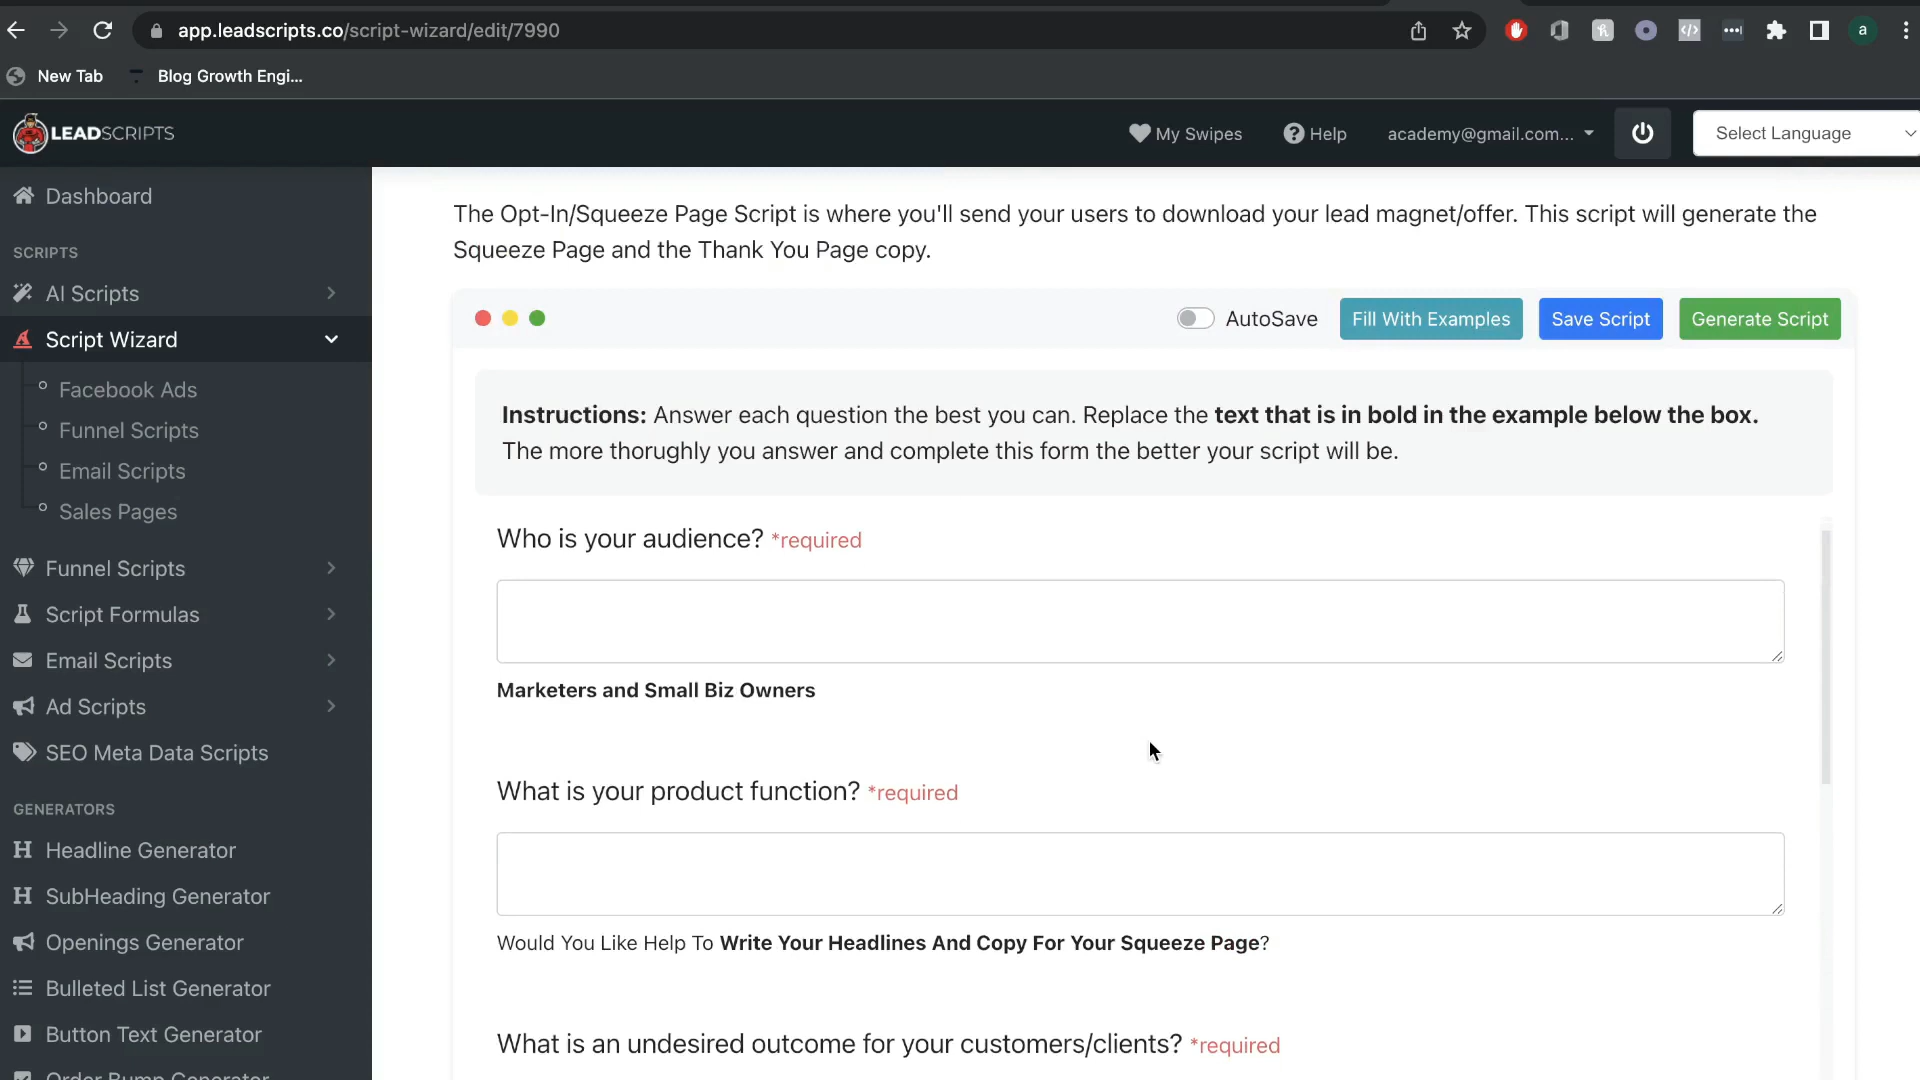 app.leadscripts.co/script-wizard/edit/7990
a
New Tab
Blog Growth Engi...
LEADSCRIPTS
My Swipes
Help
academy@gmail.com...
Select Language
Dashboard
SCRIPTS
AI Scripts
Script Wizard
Facebook Ads
Funnel Scripts
Email Scripts
Sales Pages
Funnel Scripts
Script Formulas
Email Scripts
Ad Scripts
SEO Meta Data Scripts
GENERATORS
Headline Generator
SubHeading Generator
Openings Generator
Bulleted List Generator
Button Text Generator
Order Bump Generator
The Opt-In/Squeeze Page Script is where you'll send your users to download your lead magnet/offer. This script will generate the
Squeeze Page and the Thank You Page copy.
AutoSave
Fill With Examples
Save Script
Generate Script
Instructions: Answer each question the best you can. Replace the text that is in bold in the example below the box.
The more thorughly you answer and complete this form the better your script will be.
Who is your audience? *required
Marketers and Small Biz Owners
What is your product function? *required
Would You Like Help To Write Your Headlines And Copy For Your Squeeze Page?
What is an undesired outcome for your customers/clients? *required